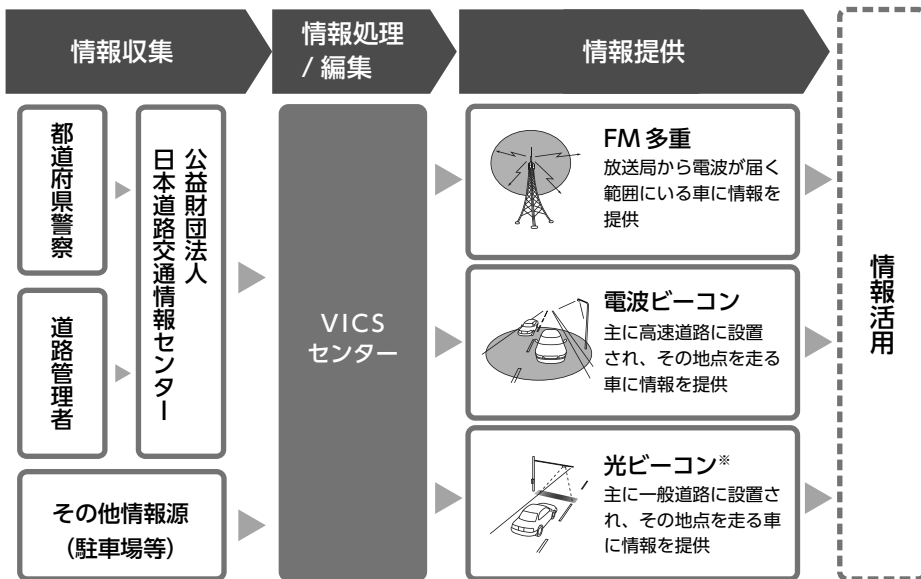 情報収集
情報処理
/ 編集
情報提供
都道府県警察
道路管理者
公益財団法人
日本道路交通情報センター
その他情報源
(駐車場等)
VICS
センター
FM 多重
放送局から電波が届く
範囲にいる車に情報を
提供
電波ビーコン
主に高速道路に設置
され、その地点を走る
車に情報を提供
光ビーコン※
主に一般道路に設置さ
れ、その地点を走る車
に情報を提供
情報活用